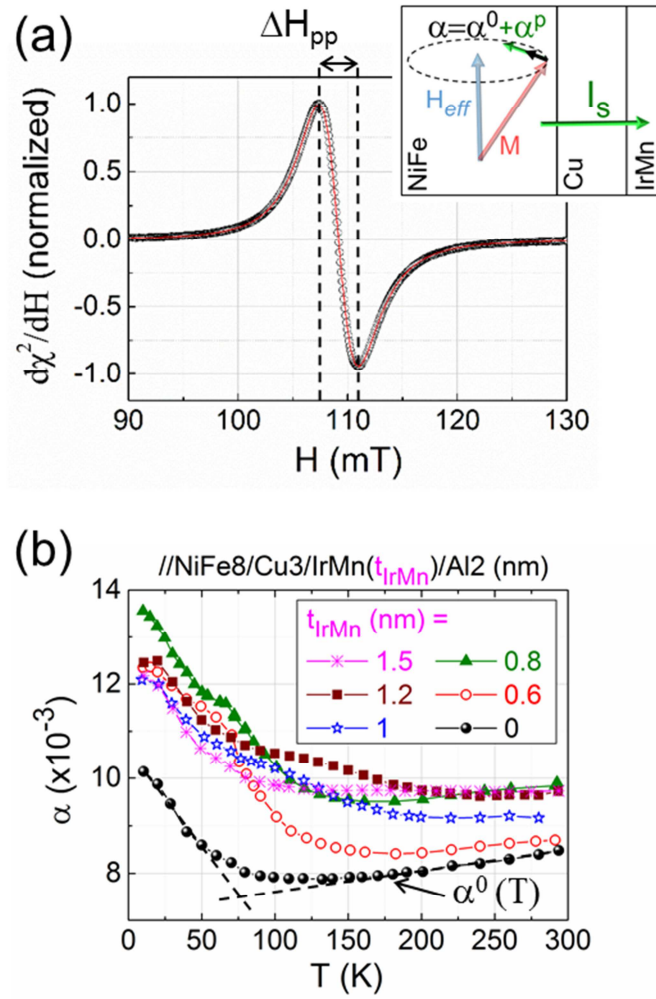 (a)
ΔHpp
α=α⁰+αᵖ
Heff
M
Is
NiFe
Cu
IrMn
1.0
0.5
0.0
-0.5
-1.0
dχ²/dH (normalized)
90 100 110 120 130
H (mT)
(b)
//NiFe8/Cu3/IrMn(tIrMn)/Al2 (nm)
14
12
10
8
α (x10⁻³)
tIrMn (nm) =
1.5 0.8
1.2 0.6
1 0
α⁰ (T)
0 50 100 150 200 250 300
T (K)